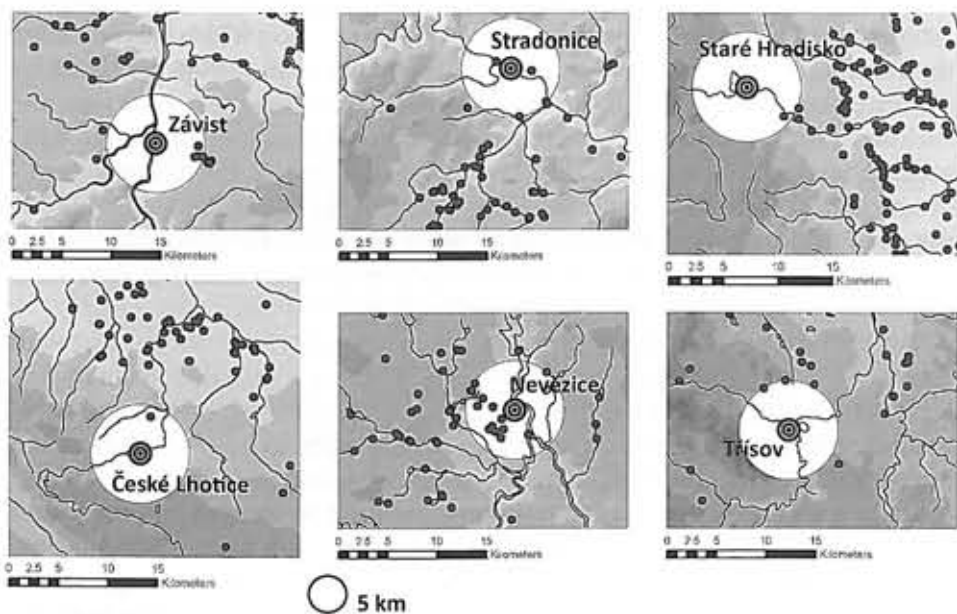 Závist
Stradonice
Staré Hradisko
0 2.5 5 10 15
Kilometers
0 2.5 5 10 15
Kilometers
0 2.5 5 10 15
Kilometers
České Lhotice
Nevězice
Třísov
0 2.5 5 10 15
Kilometers
0 2.5 5 10 15
Kilometers
0 2.5 5 10 15
Kilometers
5 km